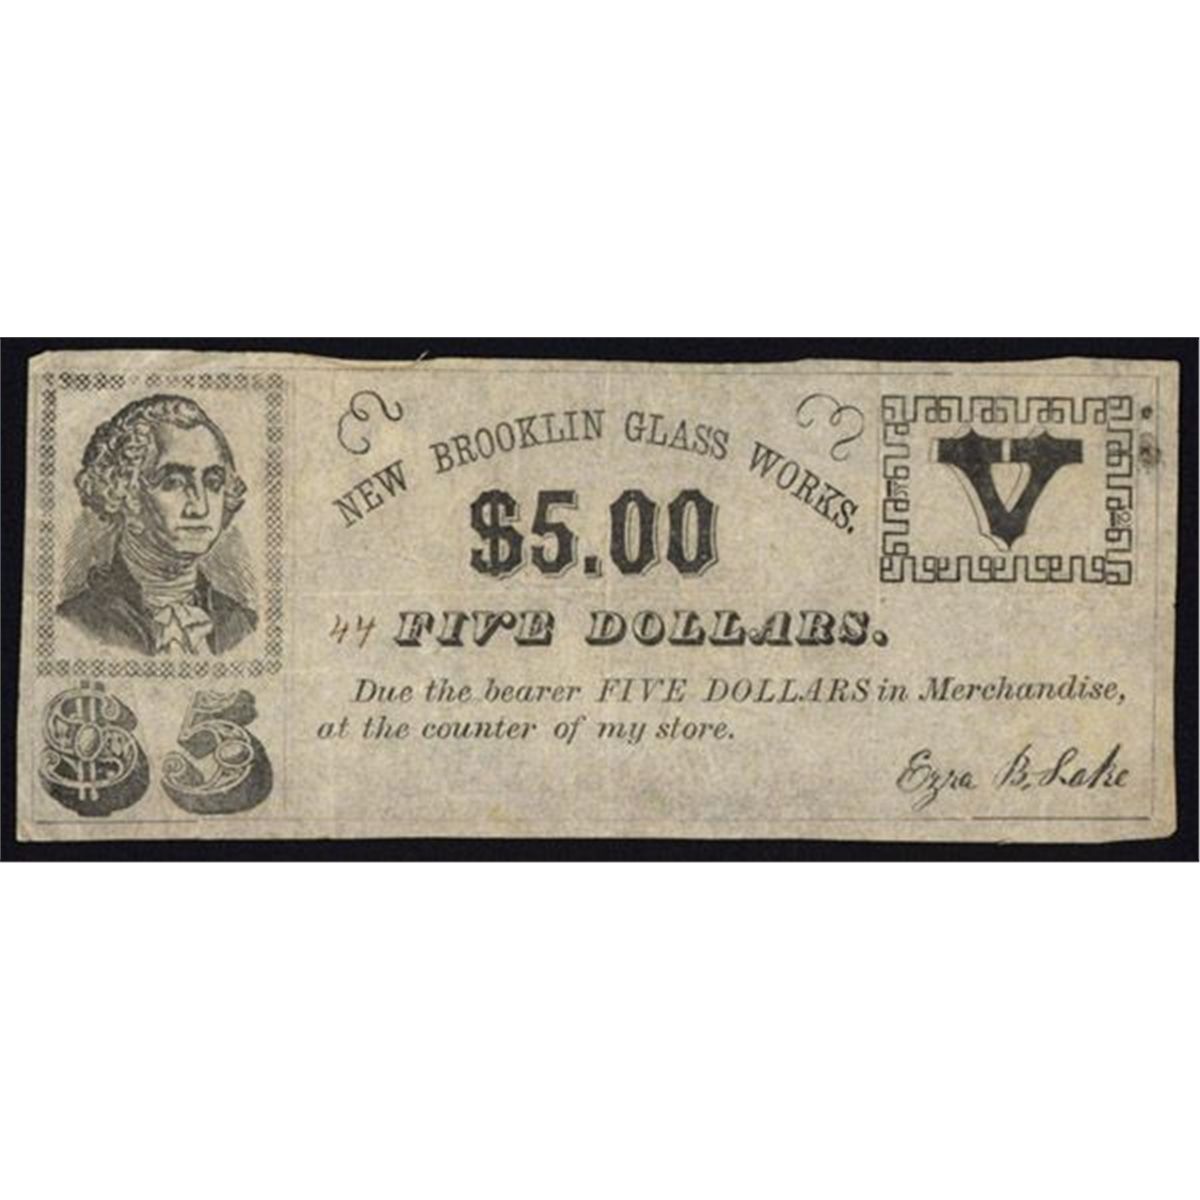 NEW BROOKLIN GLASS WORKS.
$5.00
V
44 FIVE DOLLARS.
Due the bearer FIVE DOLLARS in Merchandise,
at the counter of my store.
$5
Ezra B. Lake